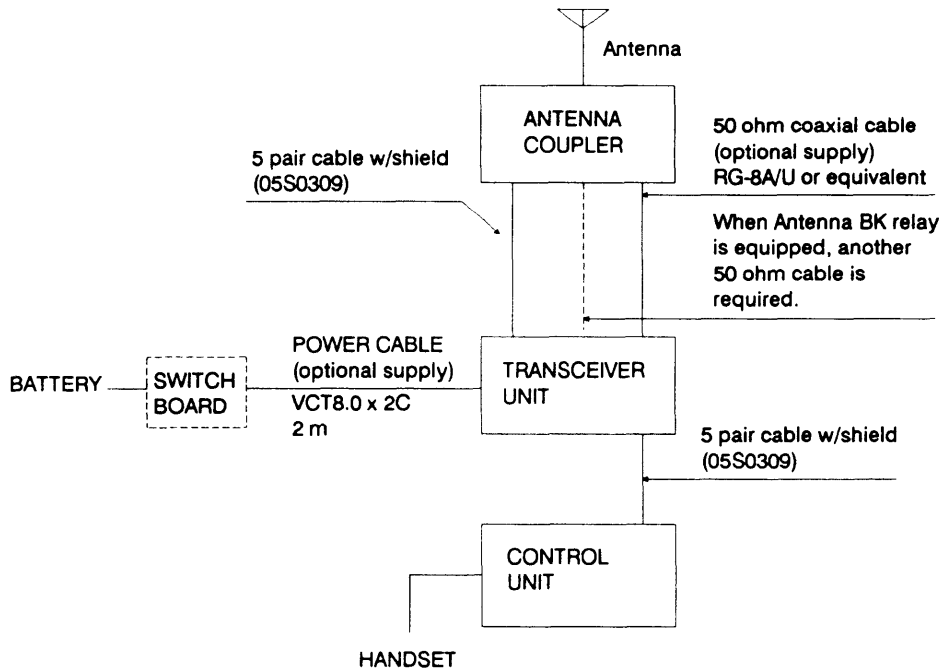 Antenna
ANTENNA
COUPLER
5 pair cable w/shield
(05S0309)
50 ohm coaxial cable
(optional supply)
RG-8A/U or equivalent
When Antenna BK relay
is equipped, another
50 ohm cable is
required.
BATTERY
SWITCH
BOARD
POWER CABLE
(optional supply)
VCT8.0 x 2C
2 m
TRANSCEIVER
UNIT
5 pair cable w/shield
(05S0309)
CONTROL
UNIT
HANDSET